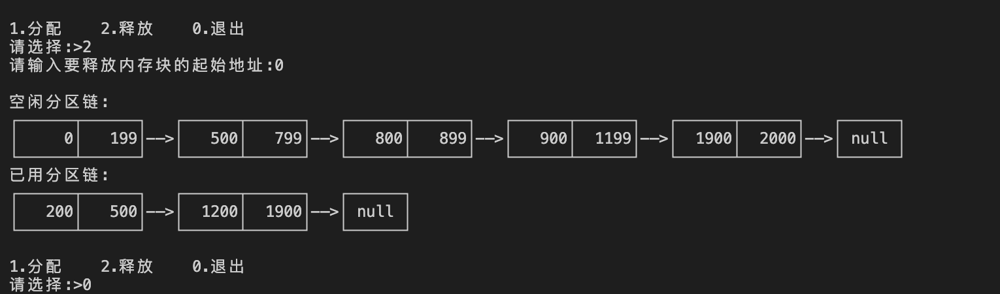 1.分配    2.释放    0.退出
请选择:>2
请输入要释放内存块的起始地址:0
空闲分区链:
0 199 ——> 500 799 ——> 800 899 ——> 900 1199 ——> 1900 2000 ——> null
已用分区链:
200 500 ——> 1200 1900 ——> null
1.分配    2.释放    0.退出
请选择:>0